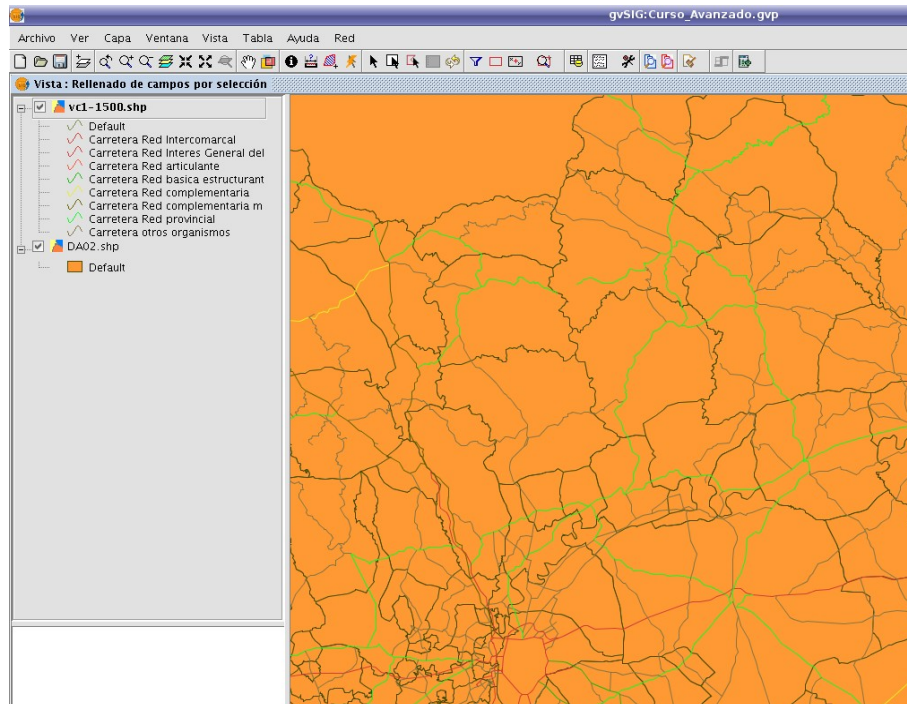 gvSIG:Curso_Avanzado.gvp
Archivo Ver Capa Ventana Vista Tabla Ayuda Red
Vista : Rellenado de campos por selección
vc1-1500.shp
Default
Carretera Red Intercomarcal
Carretera Red Interes General del
Carretera Red articulante
Carretera Red basica estructurant
Carretera Red complementaria
Carretera Red complementaria m
Carretera Red provincial
Carretera otros organismos
DA02.shp
Default